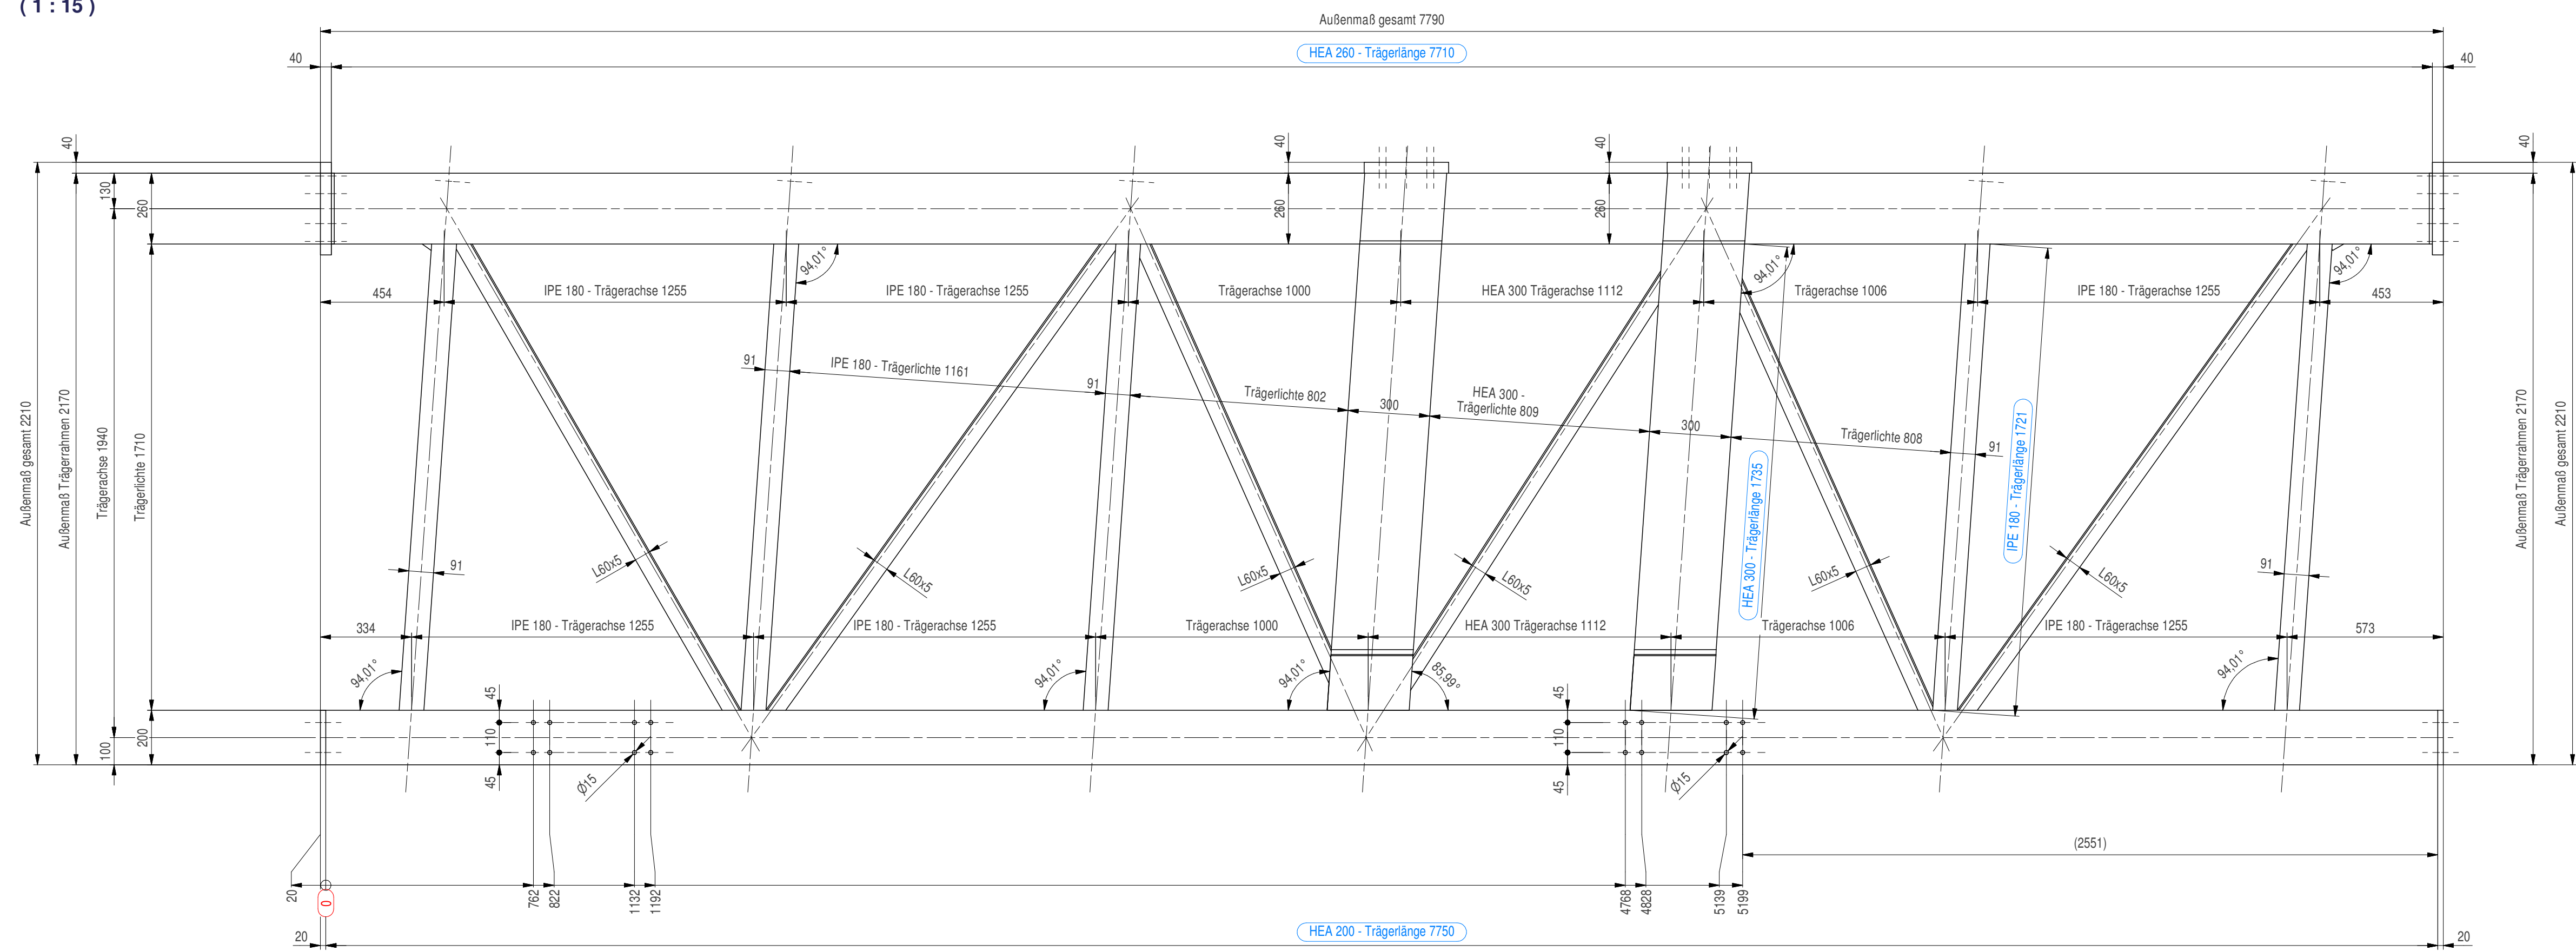 ( 1 : 15 )
Außenmaß gesamt 7790
HEA 260 - Trägerlänge 7710
40
40
40
40
40
40
130
260
260
260
94,01°
94,01°
94,01°
454
IPE 180 - Trägerachse 1255
IPE 180 - Trägerachse 1255
Trägerachse 1000
HEA 300 Trägerachse 1112
Trägerachse 1006
IPE 180 - Trägerachse 1255
453
91
IPE 180 - Trägerlichte 1161
91
Trägerlichte 802
300
HEA 300 -
Trägerlichte 809
300
Trägerlichte 808
91
Außenmaß gesamt 2210
Außenmaß Trägerrahmen 2170
Trägerachse 1940
Trägerlichte 1710
HEA 300 - Trägerlänge 1735
IPE 180 - Trägerlänge 1721
Außenmaß Trägerrahmen 2170
Außenmaß gesamt 2210
91
L60x5
L60x5
L60x5
L60x5
L60x5
L60x5
91
334
IPE 180 - Trägerachse 1255
IPE 180 - Trägerachse 1255
Trägerachse 1000
HEA 300 Trägerachse 1112
Trägerachse 1006
IPE 180 - Trägerachse 1255
573
94,01°
94,01°
94,01°
85,99°
94,01°
100
200
45
110
45
Ø15
45
110
45
Ø15
(2551)
20
0
762
822
1132
1192
4768
4828
5139
5199
20
HEA 200 - Trägerlänge 7750
20